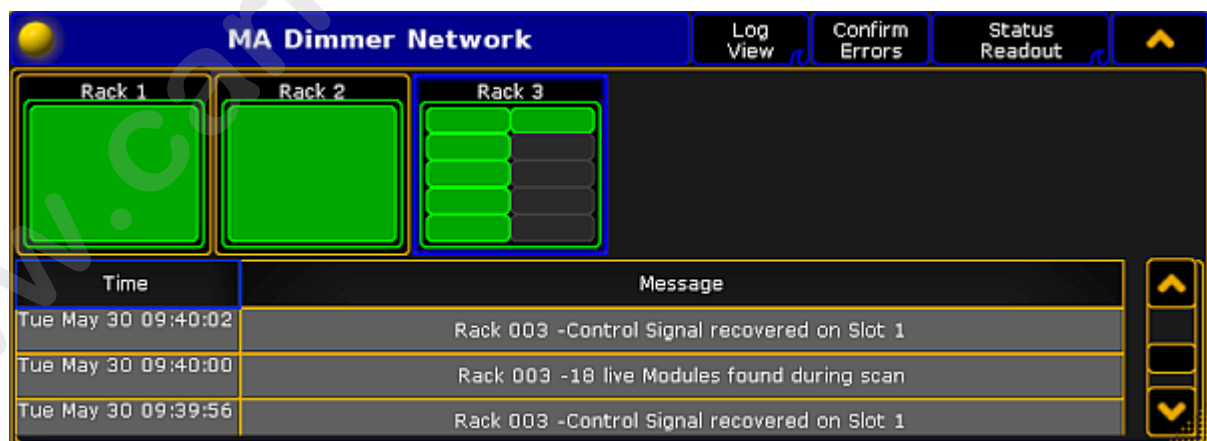 MA Dimmer Network
Log
View
Confirm
Errors
Status
Readout
Rack 1
Rack 2
Rack 3
Time
Message
Tue May 30 09:40:02
Rack 003 -Control Signal recovered on Slot 1
Tue May 30 09:40:00
Rack 003 -18 live Modules found during scan
Tue May 30 09:39:56
Rack 003 -Control Signal recovered on Slot 1